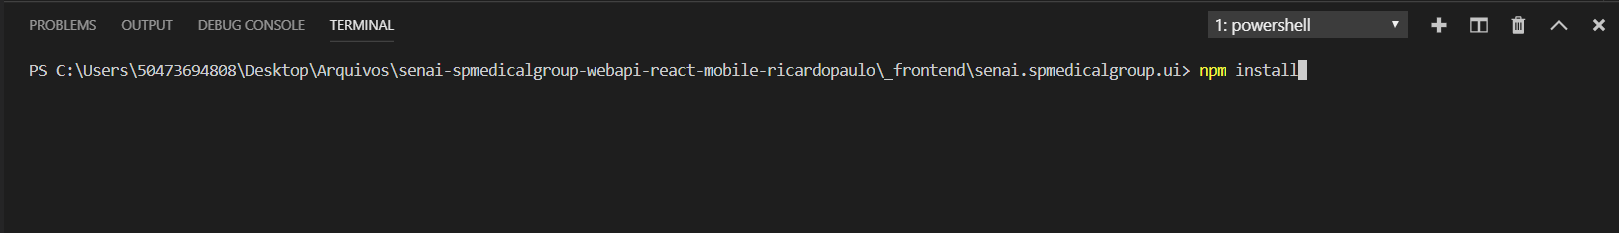 PROBLEMS OUTPUT DEBUG CONSOLE TERMINAL 1: powershell
PS C:\Users\50473694808\Desktop\Arquivos\senai-spmedicalgroup-webapi-react-mobile-ricardopaulo\_frontend\senai.spmedicalgroup.ui> npm install